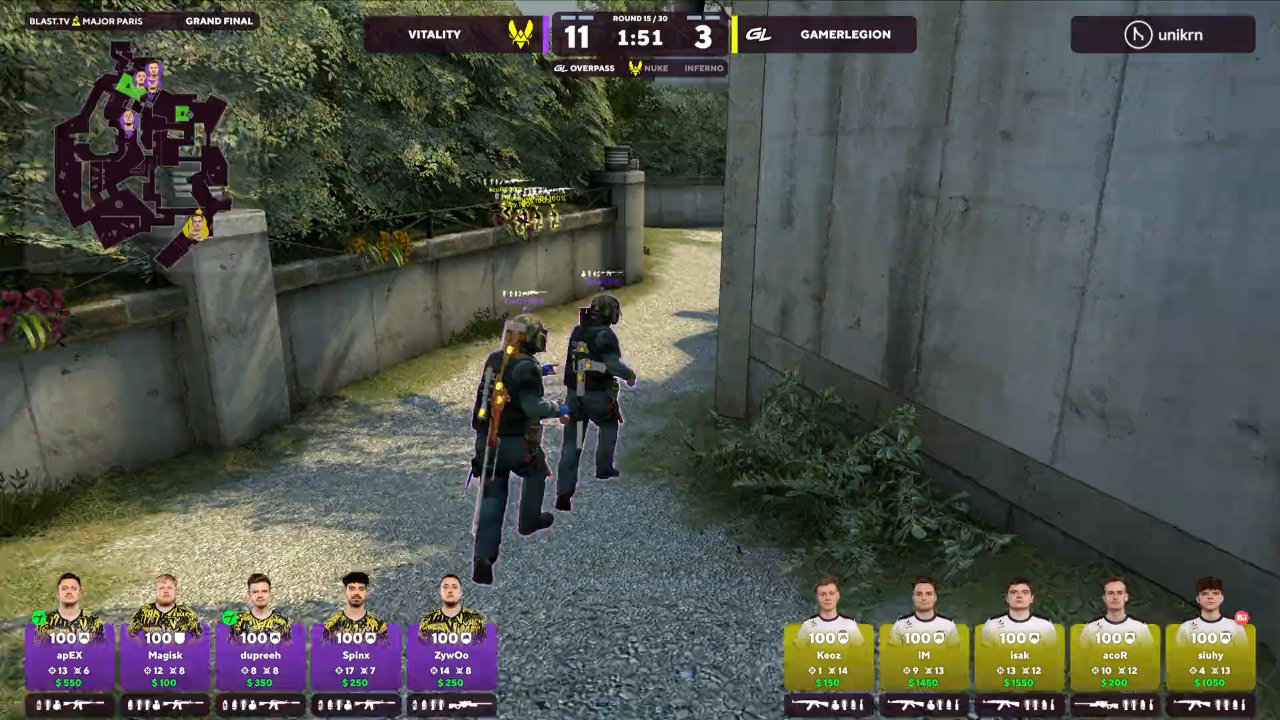 BLAST.TV MAJOR PARIS GRAND FINAL
VITALITY 11 ROUND 15 / 30 1:51 3 GL GAMERLEGION
unikrn
GL OVERPASS NUKE INFERNO
A
B
100 100 100 100 100
apEX Magisk dupreeh Spinx ZywOo
13 6 12 8 8 8 17 7 14 8
$550 $100 $350 $250 $250
100 100 100 100 100
Keoz iM isak acoR siuhy
1 14 9 13 13 12 10 12 4 13
$150 $1450 $1550 $200 $1050